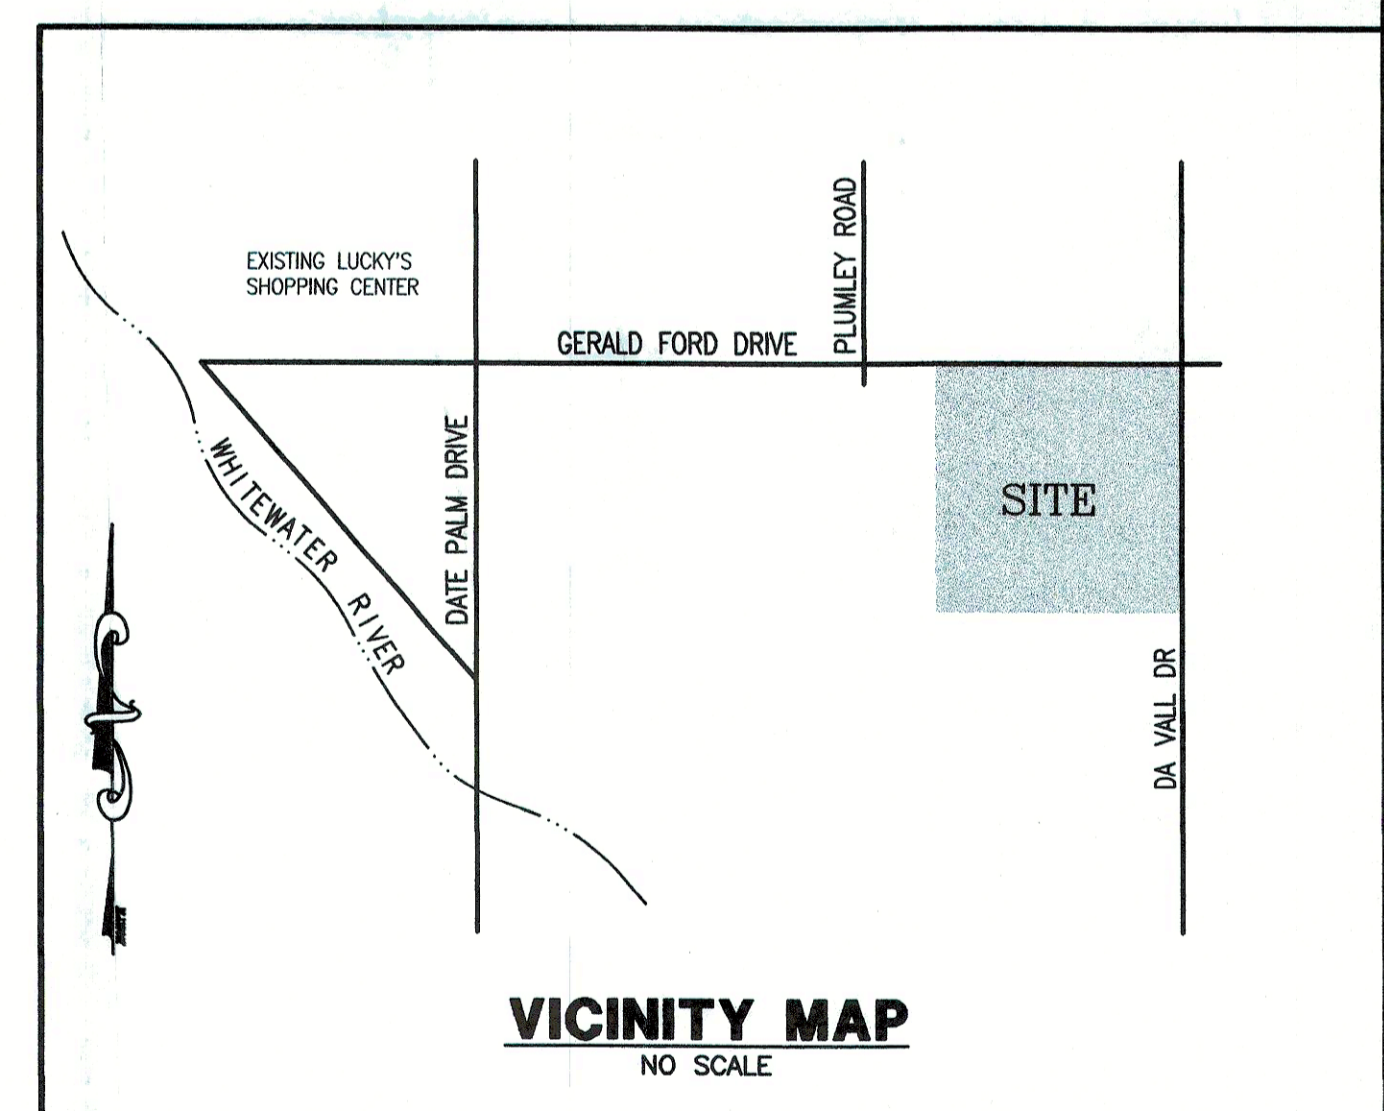 EXISTING LUCKY'S
SHOPPING CENTER
PLUMLEY ROAD
GERALD FORD DRIVE
DATE PALM DRIVE
WHITEWATER RIVER
SITE
DA VALL DR
VICINITY MAP
NO SCALE